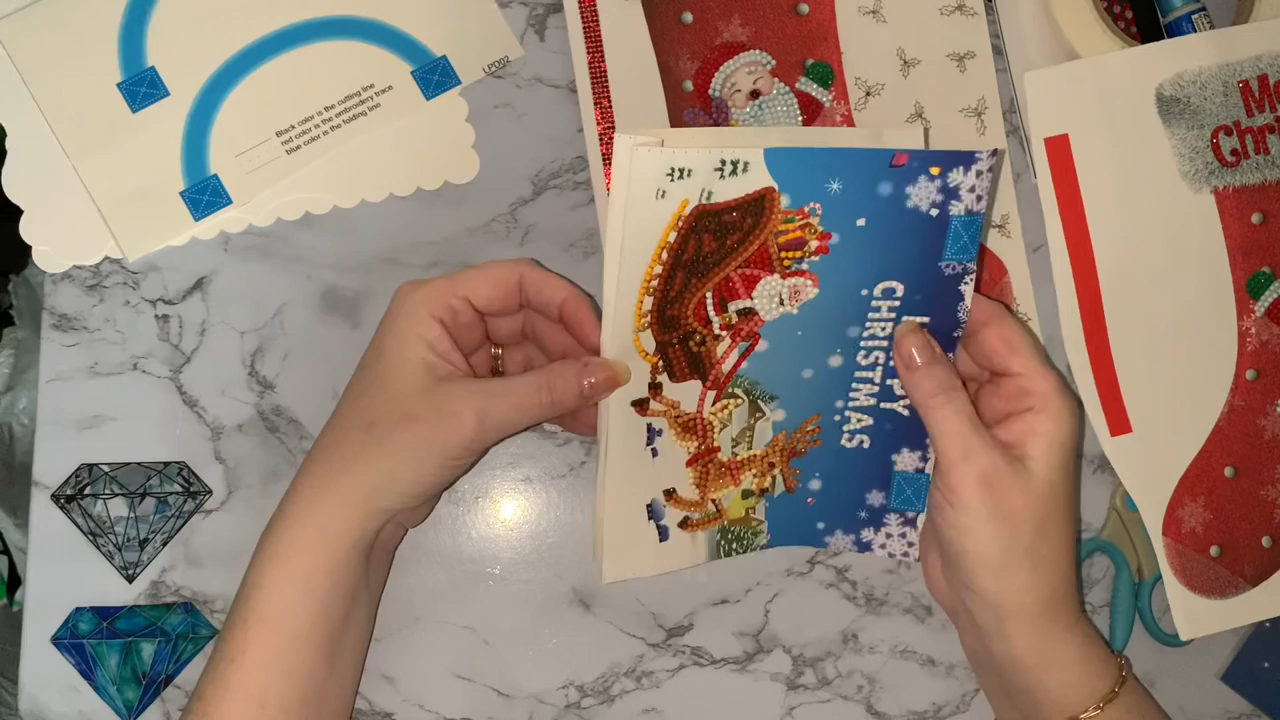 LPD02
Black color is the cutting line
red color is the embroidery trace
blue color is the folding line
CHRISTMAS